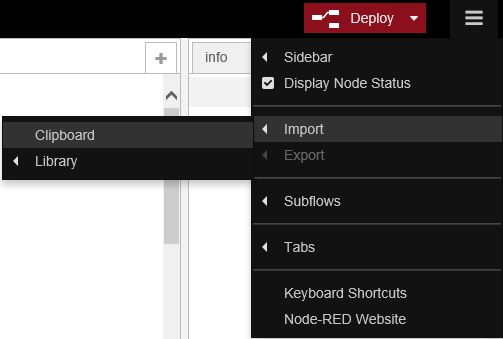 Deploy
info
Sidebar
Display Node Status
Import
Export
Clipboard
Library
Subflows
Tabs
Keyboard Shortcuts
Node-RED Website